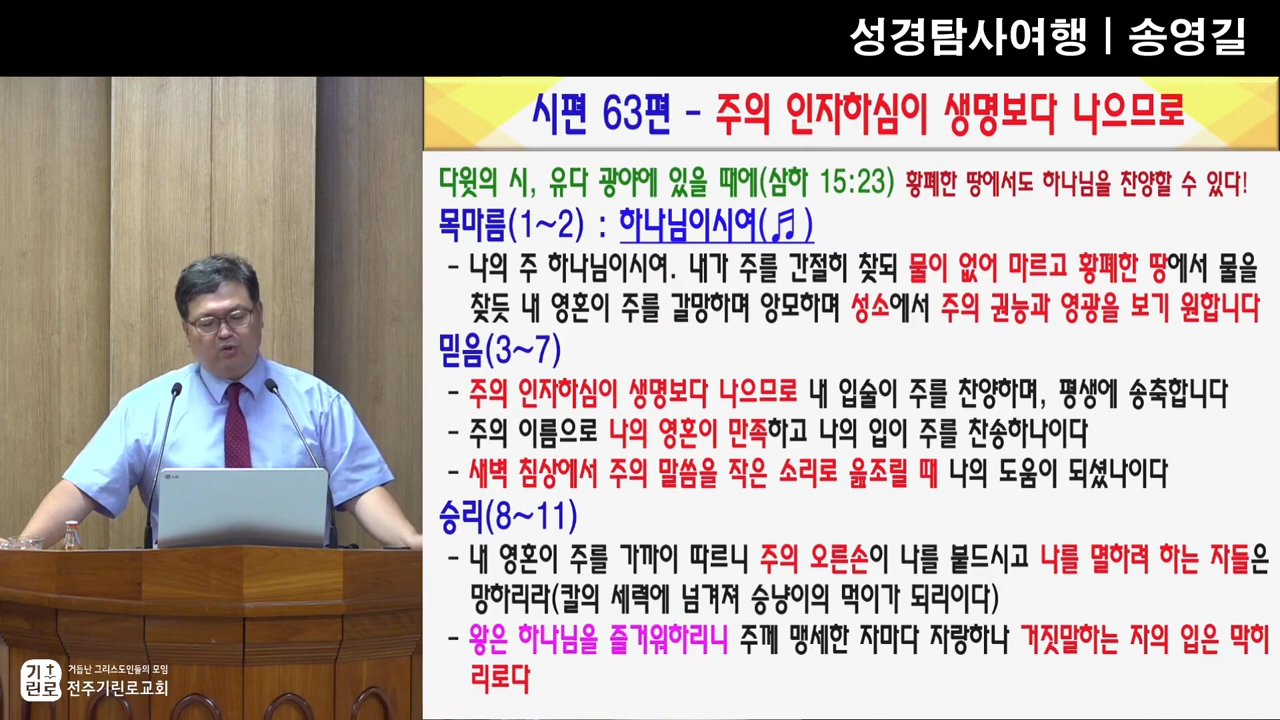 성경탐사여행 | 송영길
시편 63편 - 주의 인자하심이 생명보다 나으므로
다윗의 시, 유다 광야에 있을 때에(삼하 15:23) 황폐한 땅에서도 하나님을 찬양할 수 있다!
목마름(1~2) : 하나님이시여(♬)
- 나의 주 하나님이시여. 내가 주를 간절히 찾되 물이 없어 마르고 황폐한 땅에서 물을
찾듯 내 영혼이 주를 갈망하며 앙모하며 성소에서 주의 권능과 영광을 보기 원합니다
믿음(3~7)
- 주의 인자하심이 생명보다 나으므로 내 입술이 주를 찬양하며, 평생에 송축합니다
- 주의 이름으로 나의 영혼이 만족하고 나의 입이 주를 찬송하나이다
- 새벽 침상에서 주의 말씀을 작은 소리로 읊조릴 때 나의 도움이 되셨나이다
승리(8~11)
- 내 영혼이 주를 가까이 따르니 주의 오른손이 나를 붙드시고 나를 멸하려 하는 자들은
망하리라(칼의 세력에 넘겨져 승냥이의 먹이가 되리이다)
- 왕은 하나님을 즐거워하리니 주께 맹세한 자마다 자랑하나 거짓말하는 자의 입은 막히
리로다
LG
기린로
거듭난 그리스도인들의 모임
전주기린로교회